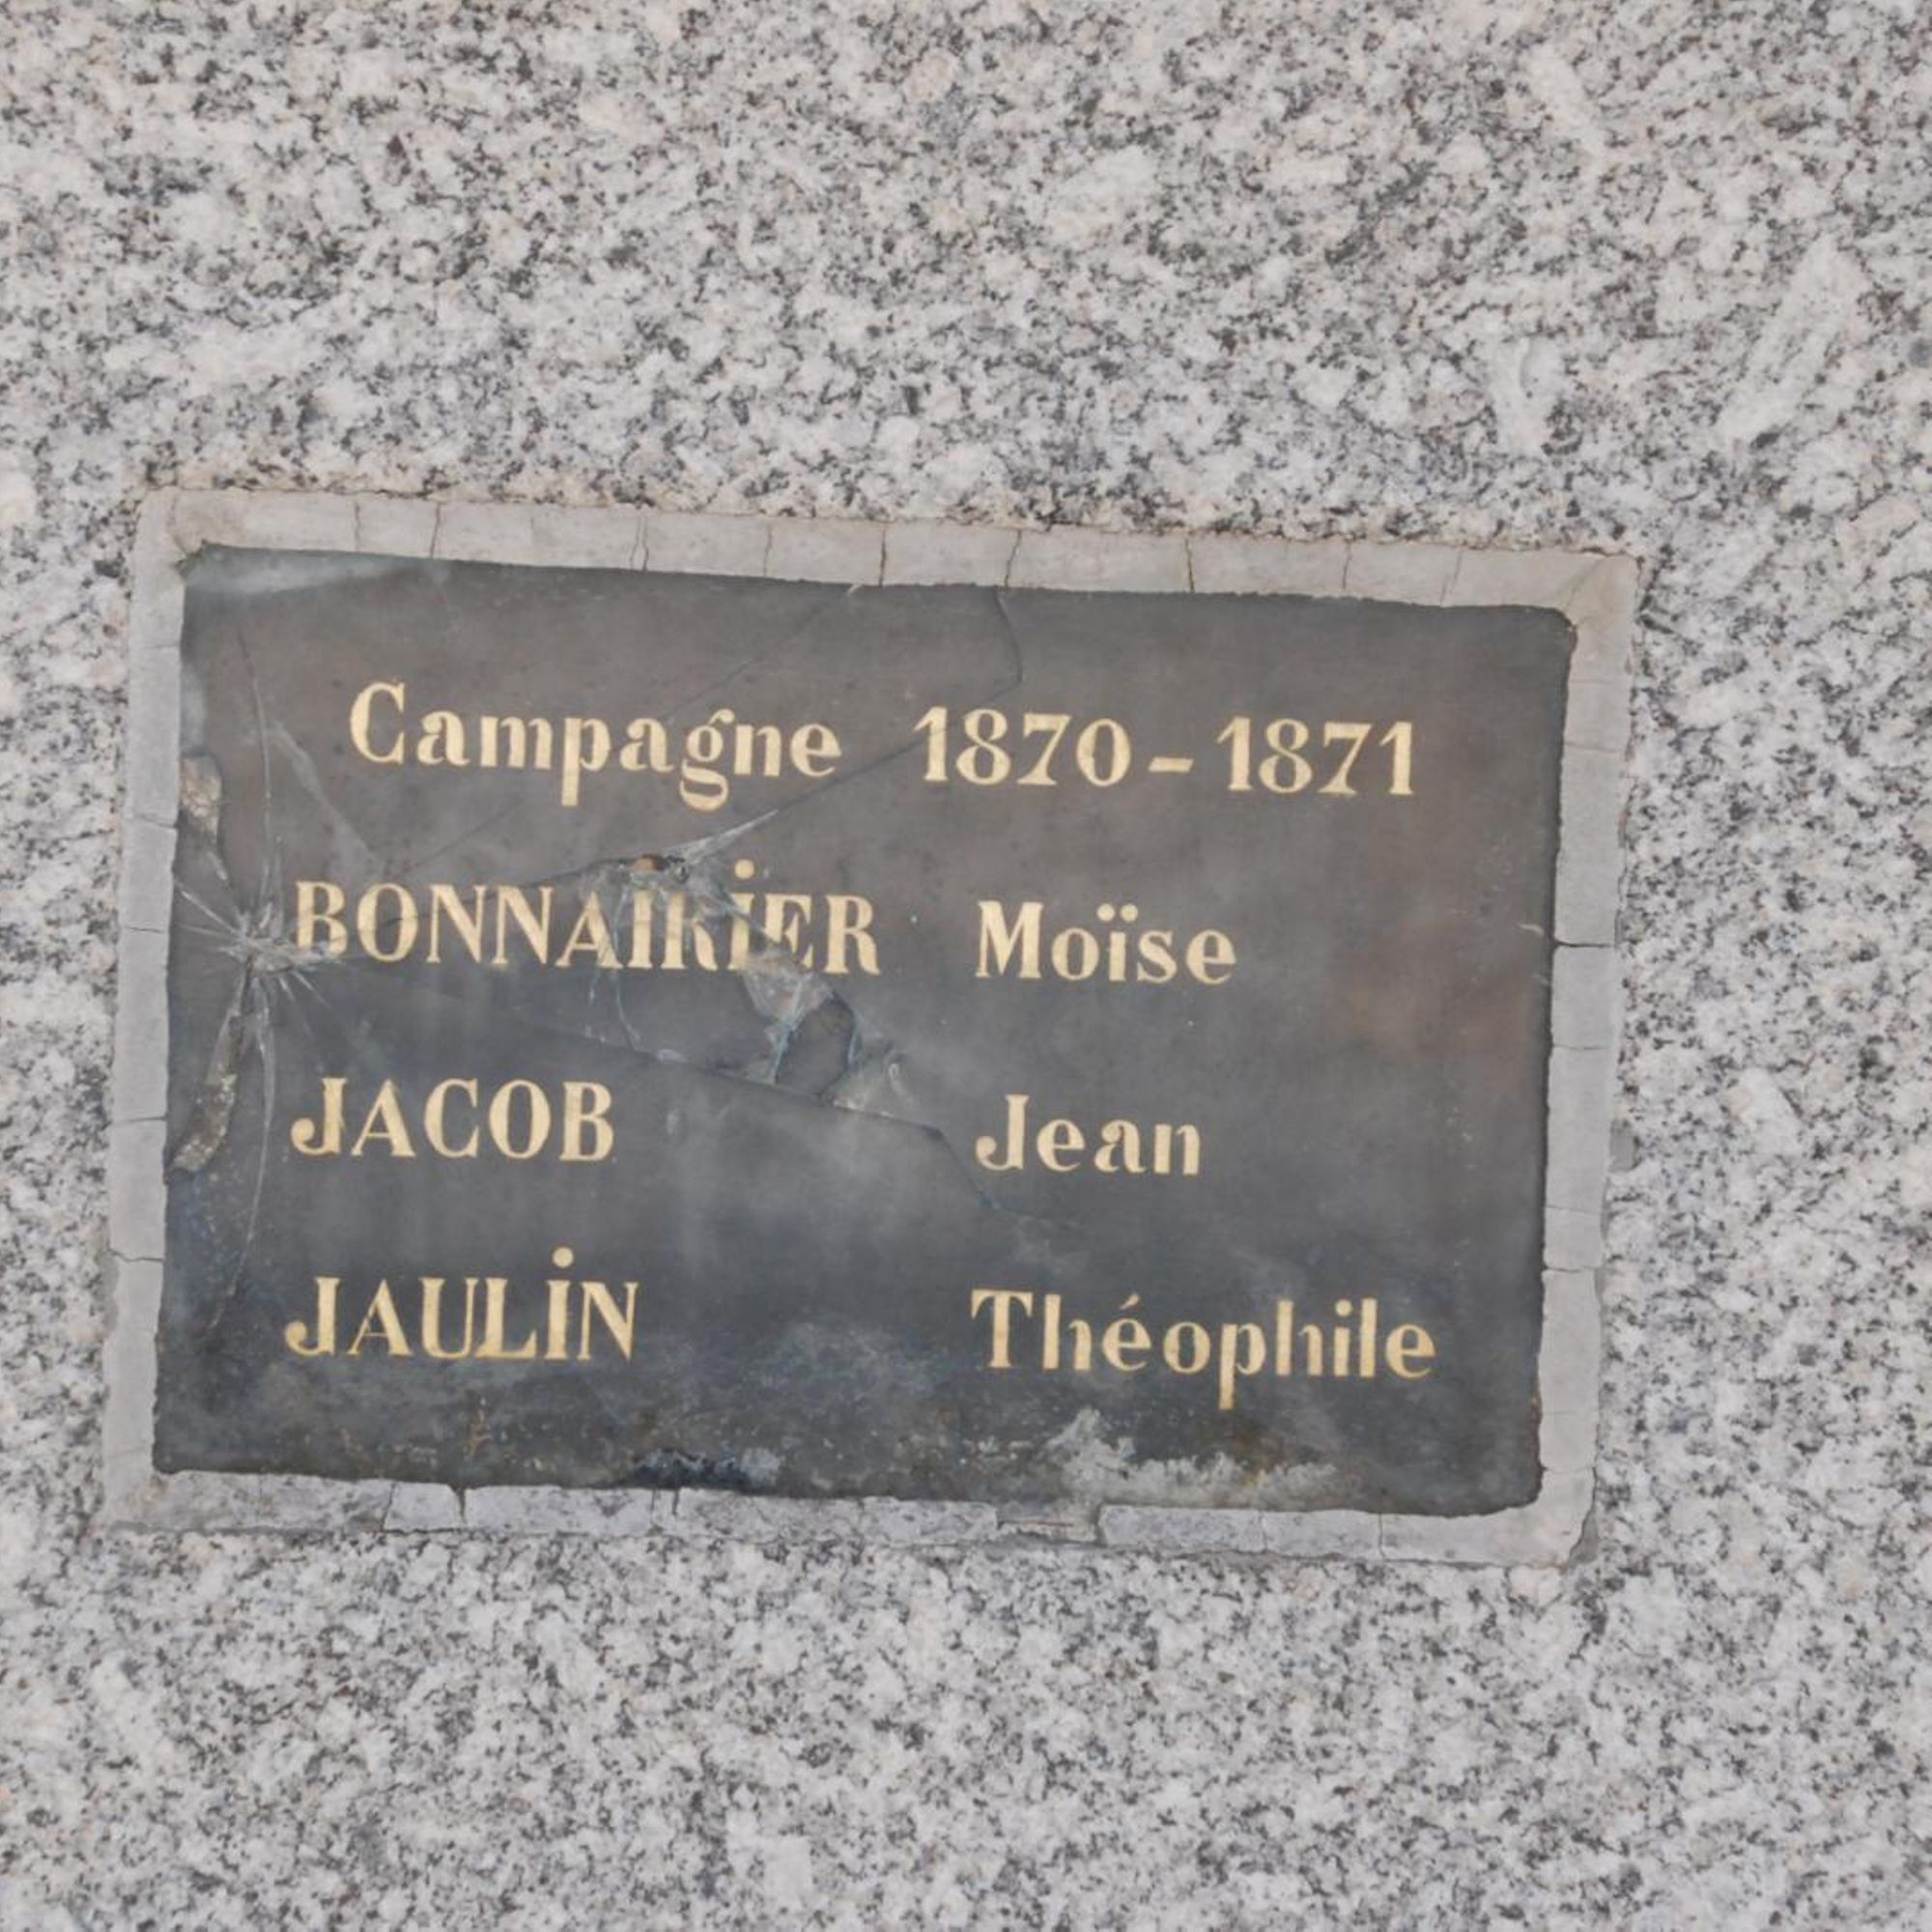 Campagne 1870-1871
BONNAIRIER Moïse
JACOB Jean
JAULIN Théophile